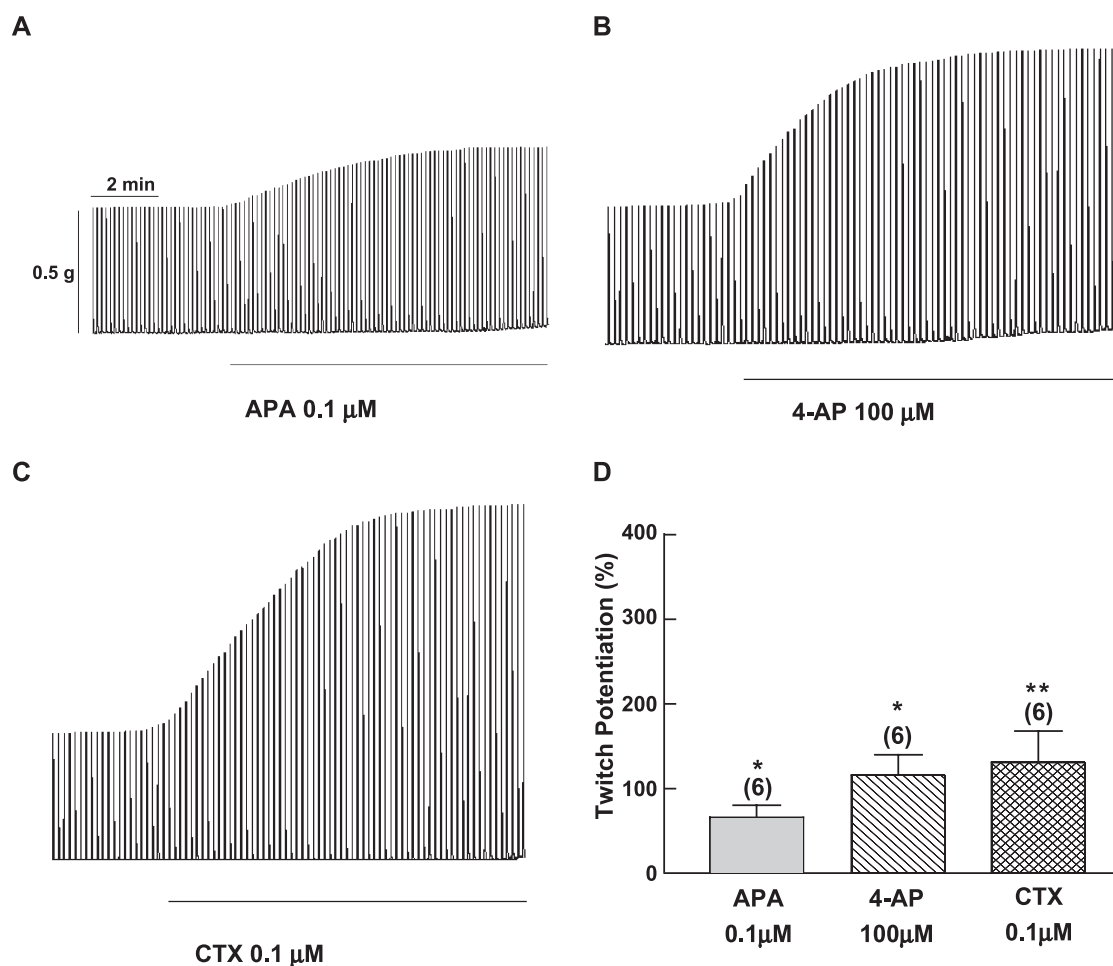 A
2 min
0.5 g
APA 0.1 μM
B
4-AP 100 μM
C
CTX 0.1 μM
D
Twitch Potentiation (%)
400
300
200
100
0
*
(6)
*
(6)
**
(6)
APA
0.1μM
4-AP
100μM
CTX
0.1μM